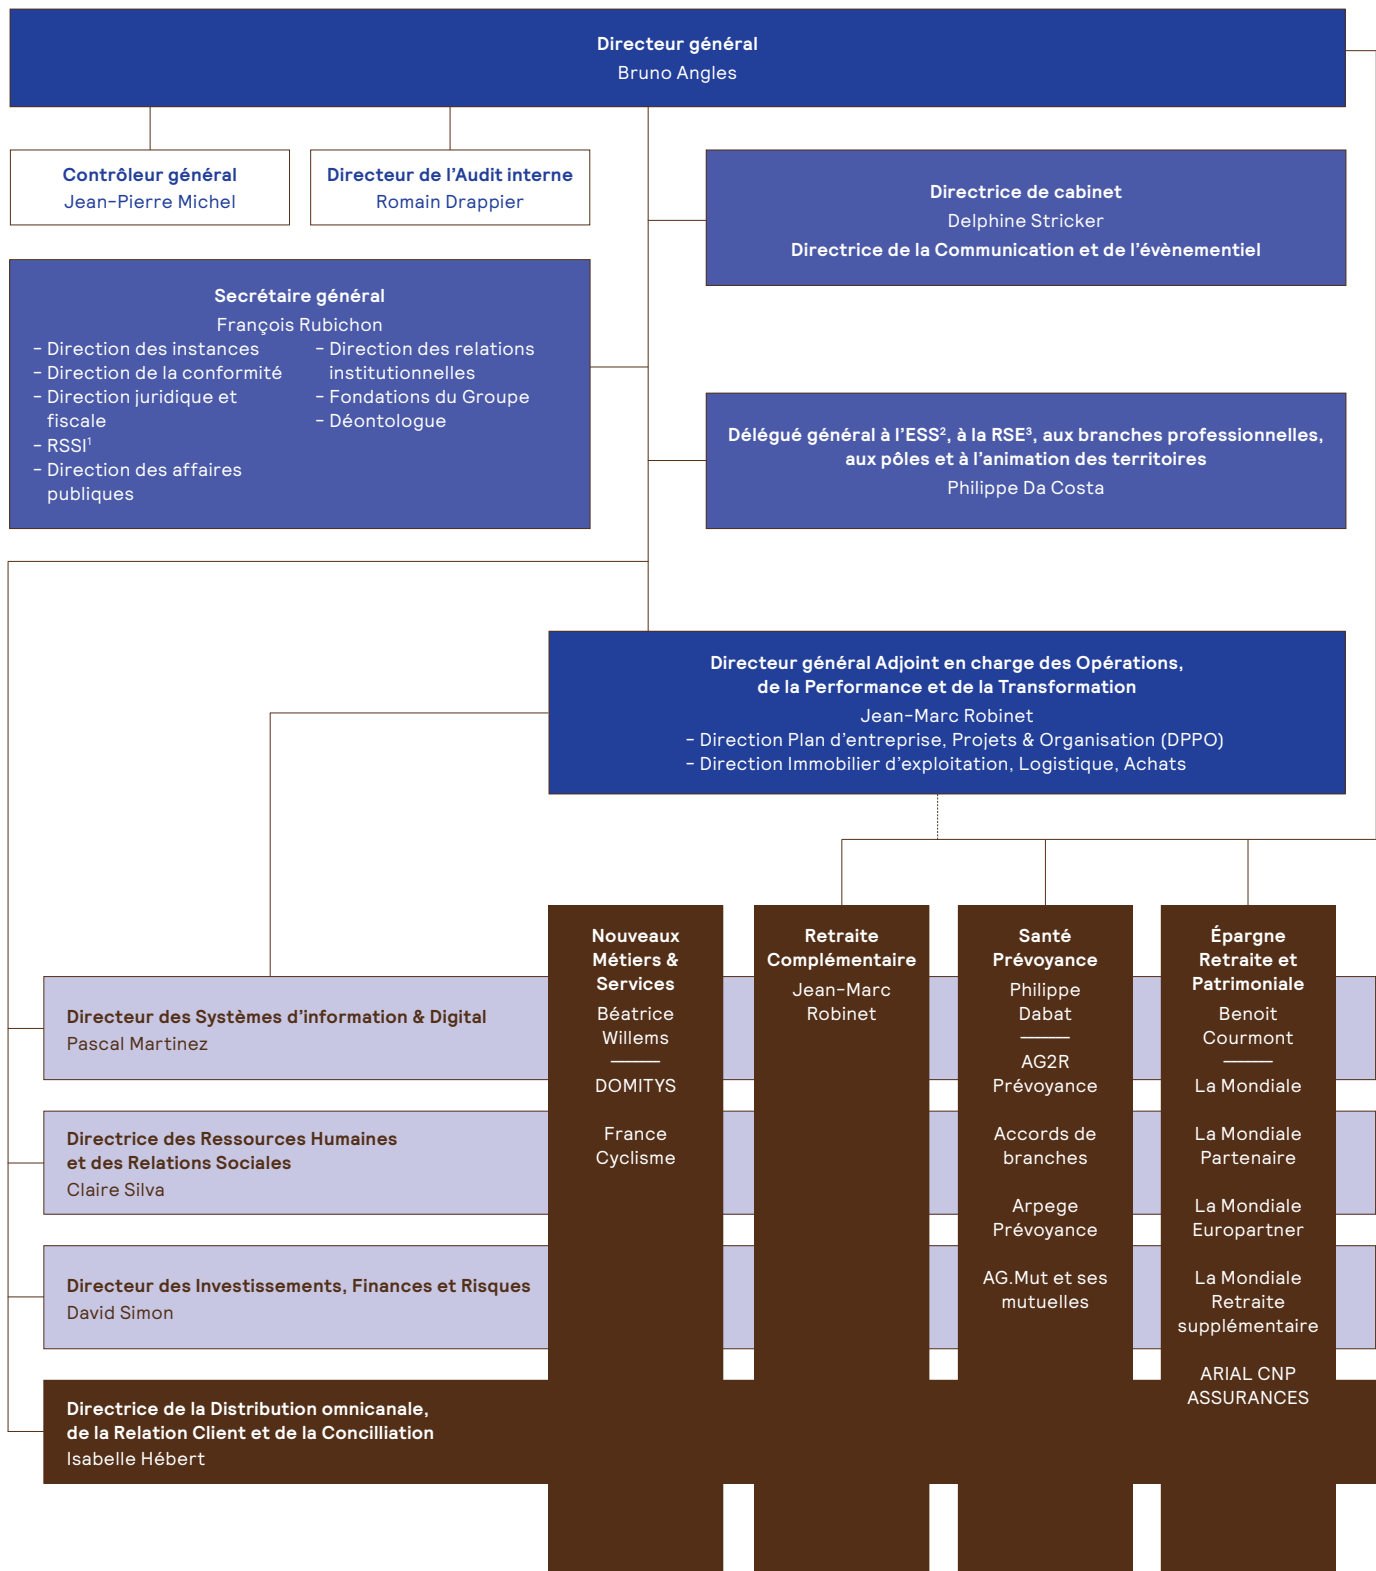 Directeur général
Bruno Angles
Contrôleur général
Jean-Pierre Michel
Directeur de l'Audit interne
Romain Drappier
Directrice de cabinet
Delphine Stricker
Directrice de la Communication et de l'évènementiel
Secrétaire général
François Rubichon
- Direction des instances
- Direction de la conformité
- Direction juridique et
fiscale
- RSSI¹
- Direction des affaires
publiques
- Direction des relations
institutionnelles
- Fondations du Groupe
- Déontologue
Délégué général à l'ESS², à la RSE³, aux branches professionnelles,
aux pôles et à l'animation des territoires
Philippe Da Costa
Directeur général Adjoint en charge des Opérations,
de la Performance et de la Transformation
Jean-Marc Robinet
- Direction Plan d'entreprise, Projets & Organisation (DPPO)
- Direction Immobilier d'exploitation, Logistique, Achats
Nouveaux
Métiers &
Services
Béatrice
Willems
DOMITYS
France
Cyclisme
Retraite
Complémentaire
Jean-Marc
Robinet
Santé
Prévoyance
Philippe
Dabat
AG2R
Prévoyance
Accords de
branches
Arpege
Prévoyance
AG.Mut et ses
mutuelles
Épargne
Retraite et
Patrimoniale
Benoit
Courmont
La Mondiale
La Mondiale
Partenaire
La Mondiale
Europartner
La Mondiale
Retraite
supplémentaire
ARIAL CNP
ASSURANCES
Directeur des Systèmes d'information & Digital
Pascal Martinez
Directrice des Ressources Humaines
et des Relations Sociales
Claire Silva
Directeur des Investissements, Finances et Risques
David Simon
Directrice de la Distribution omnicanale,
de la Relation Client et de la Concilliation
Isabelle Hébert